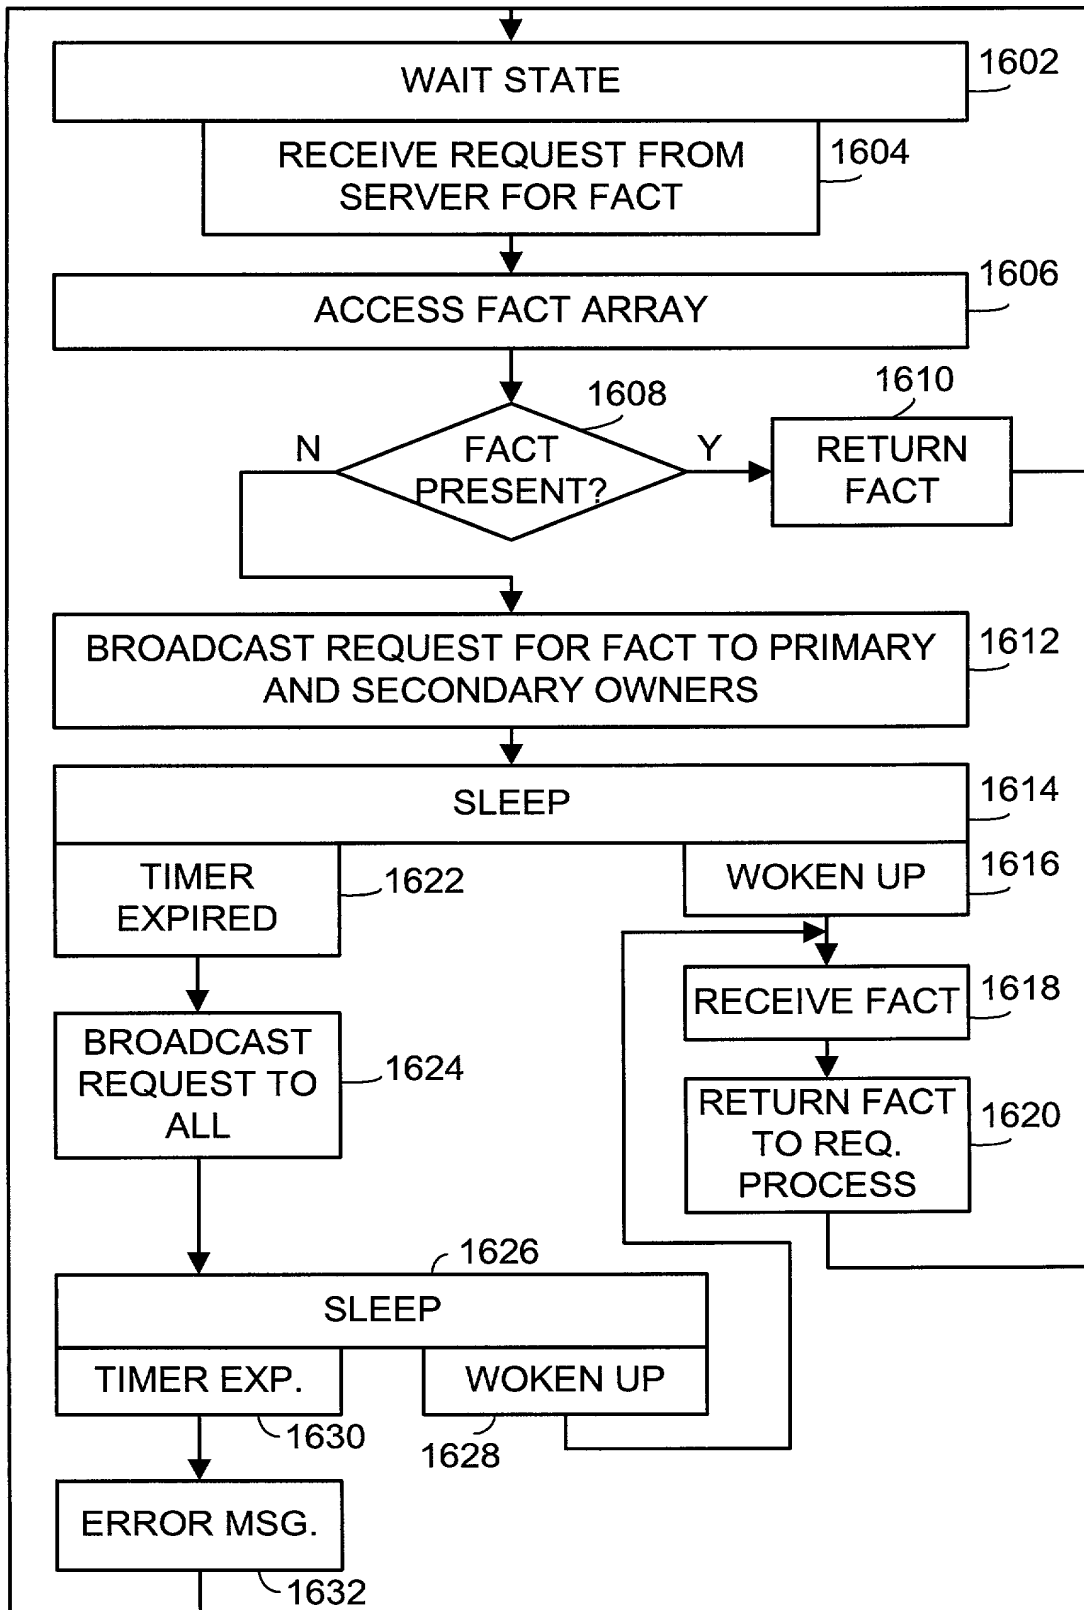 WAIT STATE
1602
RECEIVE REQUEST FROM
SERVER FOR FACT
1604
ACCESS FACT ARRAY
1606
1608
1610
N
FACT
PRESENT?
Y
RETURN
FACT
BROADCAST REQUEST FOR FACT TO PRIMARY
AND SECONDARY OWNERS
1612
SLEEP
1614
TIMER
EXPIRED
1622
WOKEN UP
1616
RECEIVE FACT
1618
BROADCAST
REQUEST TO
ALL
1624
RETURN FACT
TO REQ.
PROCESS
1620
1626
SLEEP
TIMER EXP.
WOKEN UP
1630
1628
ERROR MSG.
1632